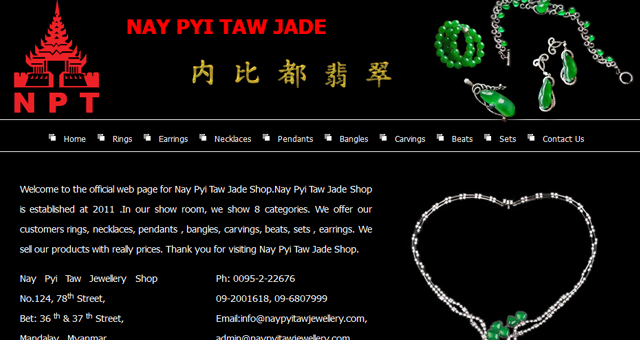 NAY PYI TAW JADE
内比都翡翠
NPT
Home Rings Earrings Necklaces Pendants Bangles Carvings Beats Sets Contact Us
Welcome to the official web page for Nay Pyi Taw Jade Shop.Nay Pyi Taw Jade Shop
is established at 2011 .In our show room, we show 8 categories. We offer our
customers rings, necklaces, pendants , bangles, carvings, beats, sets , earrings. We
sell our products with really prices. Thank you for visiting Nay Pyi Taw Jade Shop.
Nay Pyi Taw Jewellery Shop
No.124, 78th Street,
Bet: 36 th & 37 th Street,
Mandalay, Myanmar
Ph: 0095-2-22676
09-2001618, 09-6807999
Email:info@naypyitawjewellery.com,
admin@naypyitawjewellery.com